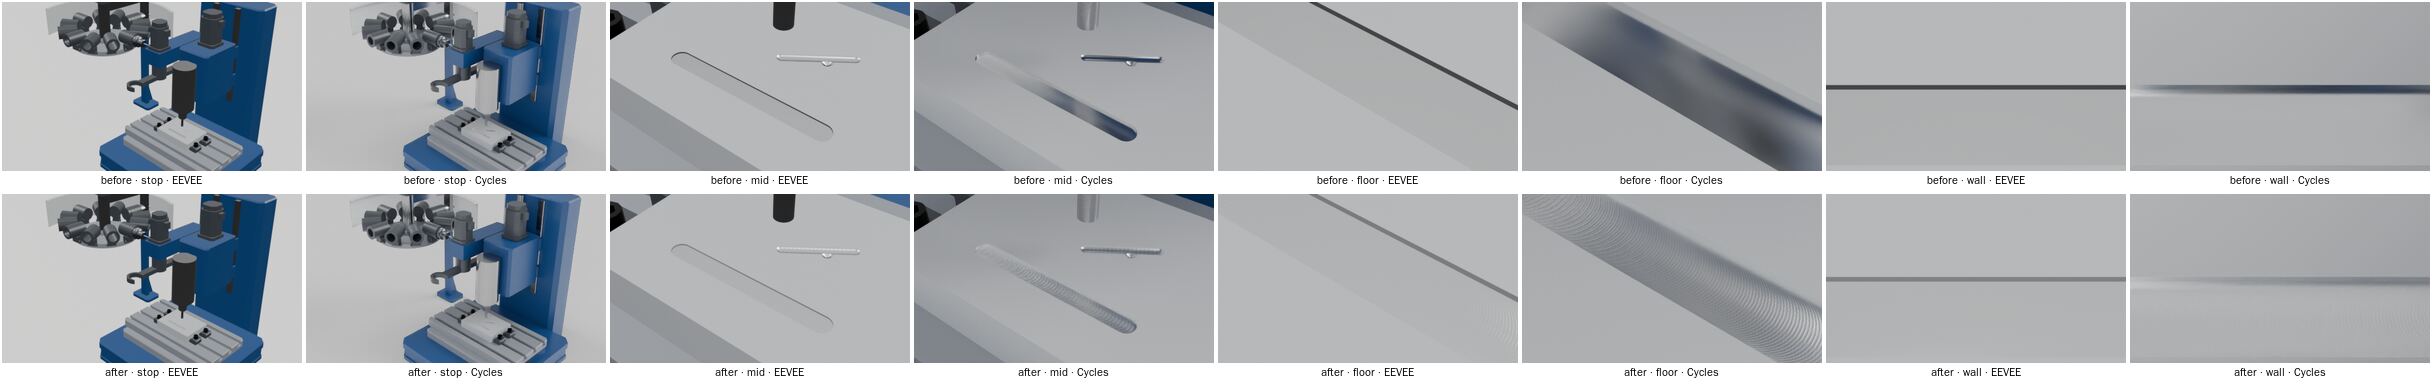 before · stop · EEVEE
before · stop · Cycles
before · mid · EEVEE
before · mid · Cycles
before · floor · EEVEE
before · floor · Cycles
before · wall · EEVEE
before · wall · Cycles
after · stop · EEVEE
after · stop · Cycles
after · mid · EEVEE
after · mid · Cycles
after · floor · EEVEE
after · floor · Cycles
after · wall · EEVEE
after · wall · Cycles